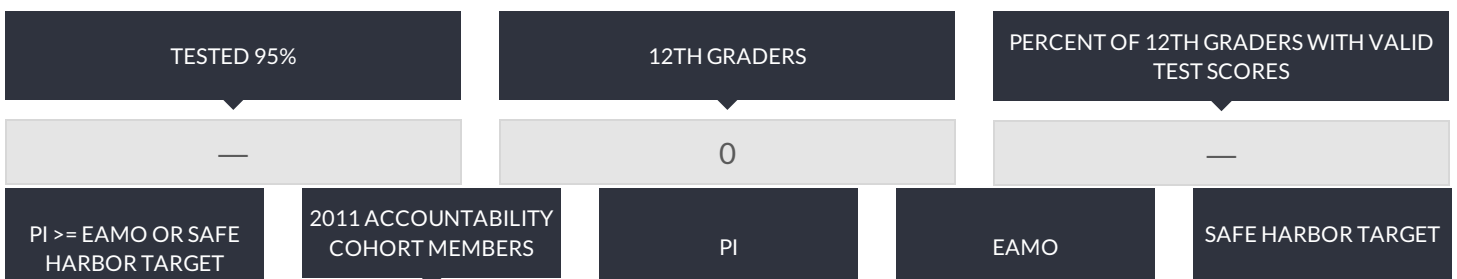 TESTED 95%
12TH GRADERS
PERCENT OF 12TH GRADERS WITH VALID
TEST SCORES
—
0
—
PI >= EAMO OR SAFE
HARBOR TARGET
2011 ACCOUNTABILITY
COHORT MEMBERS
PI
EAMO
SAFE HARBOR TARGET